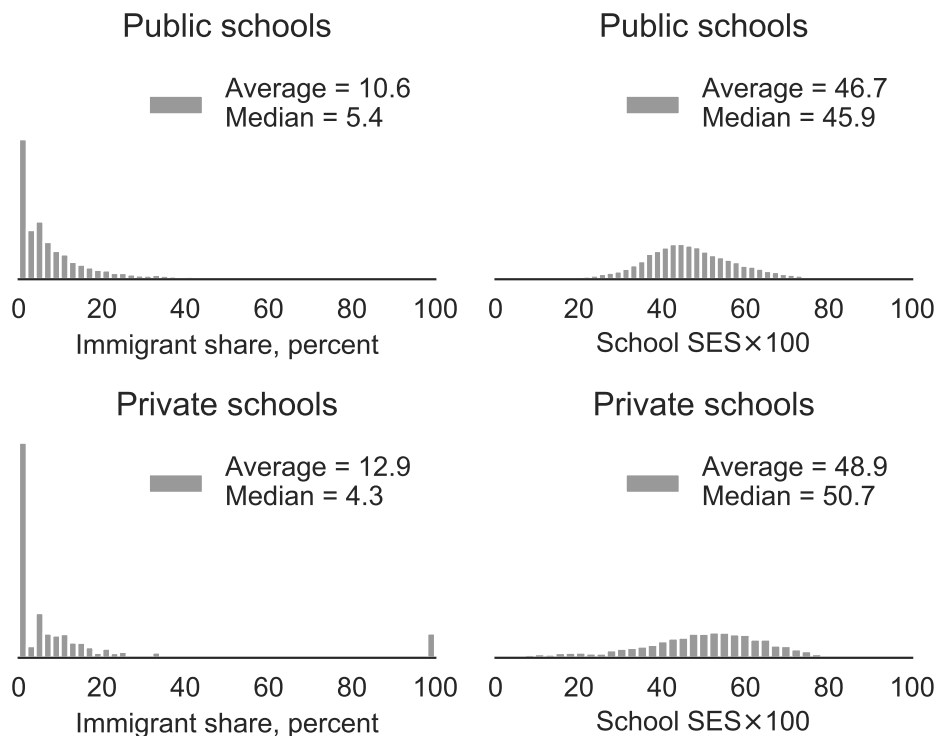 Public schools
Average = 10.6
Median = 5.4
0 20 40 60 80 100
Immigrant share, percent
Public schools
Average = 46.7
Median = 45.9
0 20 40 60 80 100
School SES×100
Private schools
Average = 12.9
Median = 4.3
0 20 40 60 80 100
Immigrant share, percent
Private schools
Average = 48.9
Median = 50.7
0 20 40 60 80 100
School SES×100